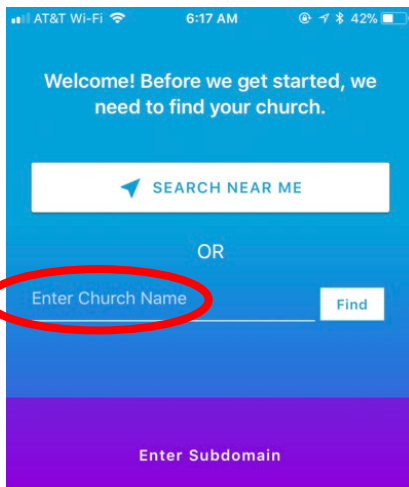 AT&T Wi-Fi 6:17 AM 42%
Welcome! Before we get started, we
need to find your church.
SEARCH NEAR ME
OR
Enter Church Name
Find
Enter Subdomain